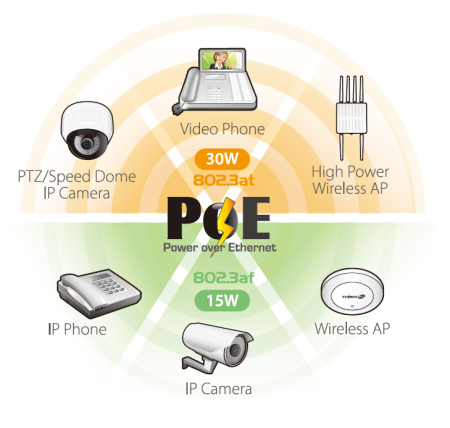 Video Phone
PTZ/Speed Dome
IP Camera
30W
802.3at
High Power
Wireless AP
POE
Power over Ethernet
802.3af
15W
IP Phone
Wireless AP
IP Camera